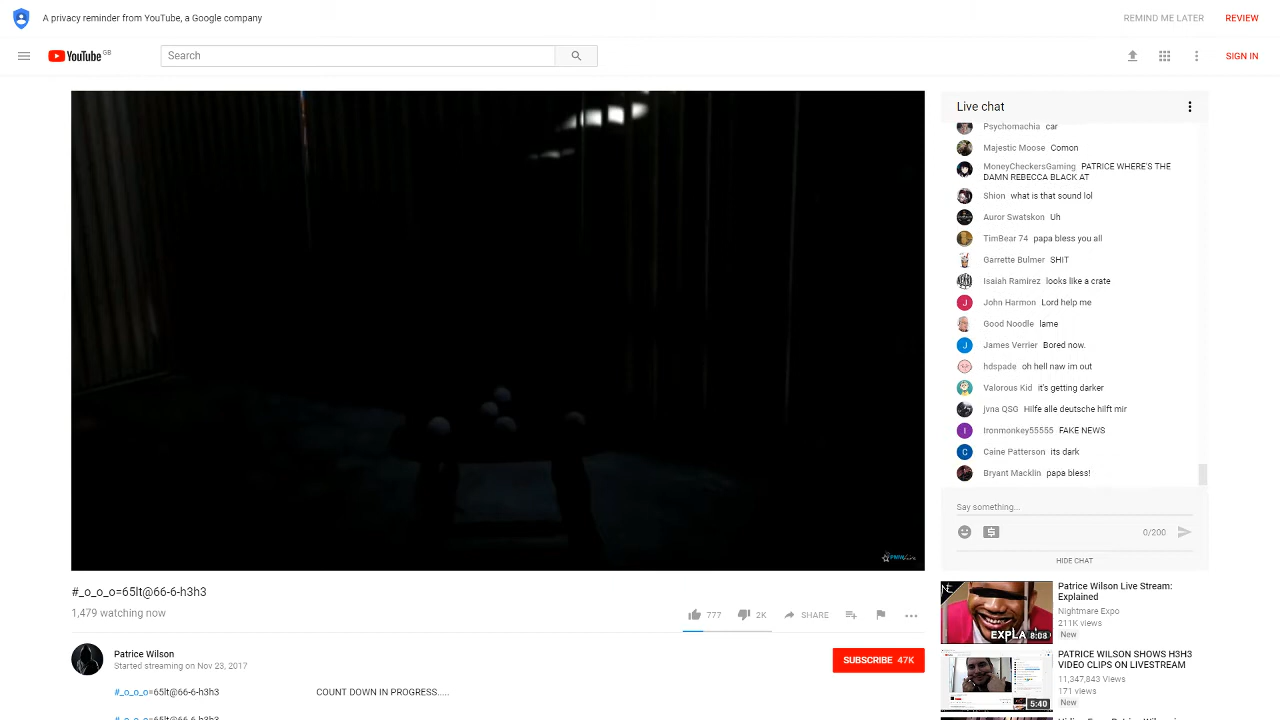 A privacy reminder from YouTube, a Google company
REMIND ME LATER
REVIEW
YouTube GB
Search
SIGN IN
Live chat
Psychomachia car
Majestic Moose Comon
MoneyCheckersGaming PATRICE WHERE'S THE
DAMN REBECCA BLACK AT
Shion what is that sound lol
Auror Swatskon Uh
TimBear 74 papa bless you all
Garrette Bulmer SHIT
Isaiah Ramirez looks like a crate
J John Harmon Lord help me
Good Noodle lame
J James Verrier Bored now.
hdspade oh hell naw im out
Valorous Kid it's getting darker
jvna QSG Hilfe alle deutsche hilft mir
I Ironmonkey55555 FAKE NEWS
C Caine Patterson its dark
Bryant Macklin papa bless!
Say something...
0/200
HIDE CHAT
PMWLive
#_o_o_o=65lt@66-6-h3h3
1,479 watching now
777
2K
SHARE
Patrice Wilson
Started streaming on Nov 23, 2017
SUBSCRIBE 47K
#_o_o_o=65lt@66-6-h3h3 COUNT DOWN IN PROGRESS.....
#_o_o_o=65lt@66-6-h3h3
EXPLA
8:08
Patrice Wilson Live Stream:
Explained
Nightmare Expo
211K views
New
5:40
PATRICE WILSON SHOWS H3H3
VIDEO CLIPS ON LIVESTREAM
11,347,843 Views
171 views
New